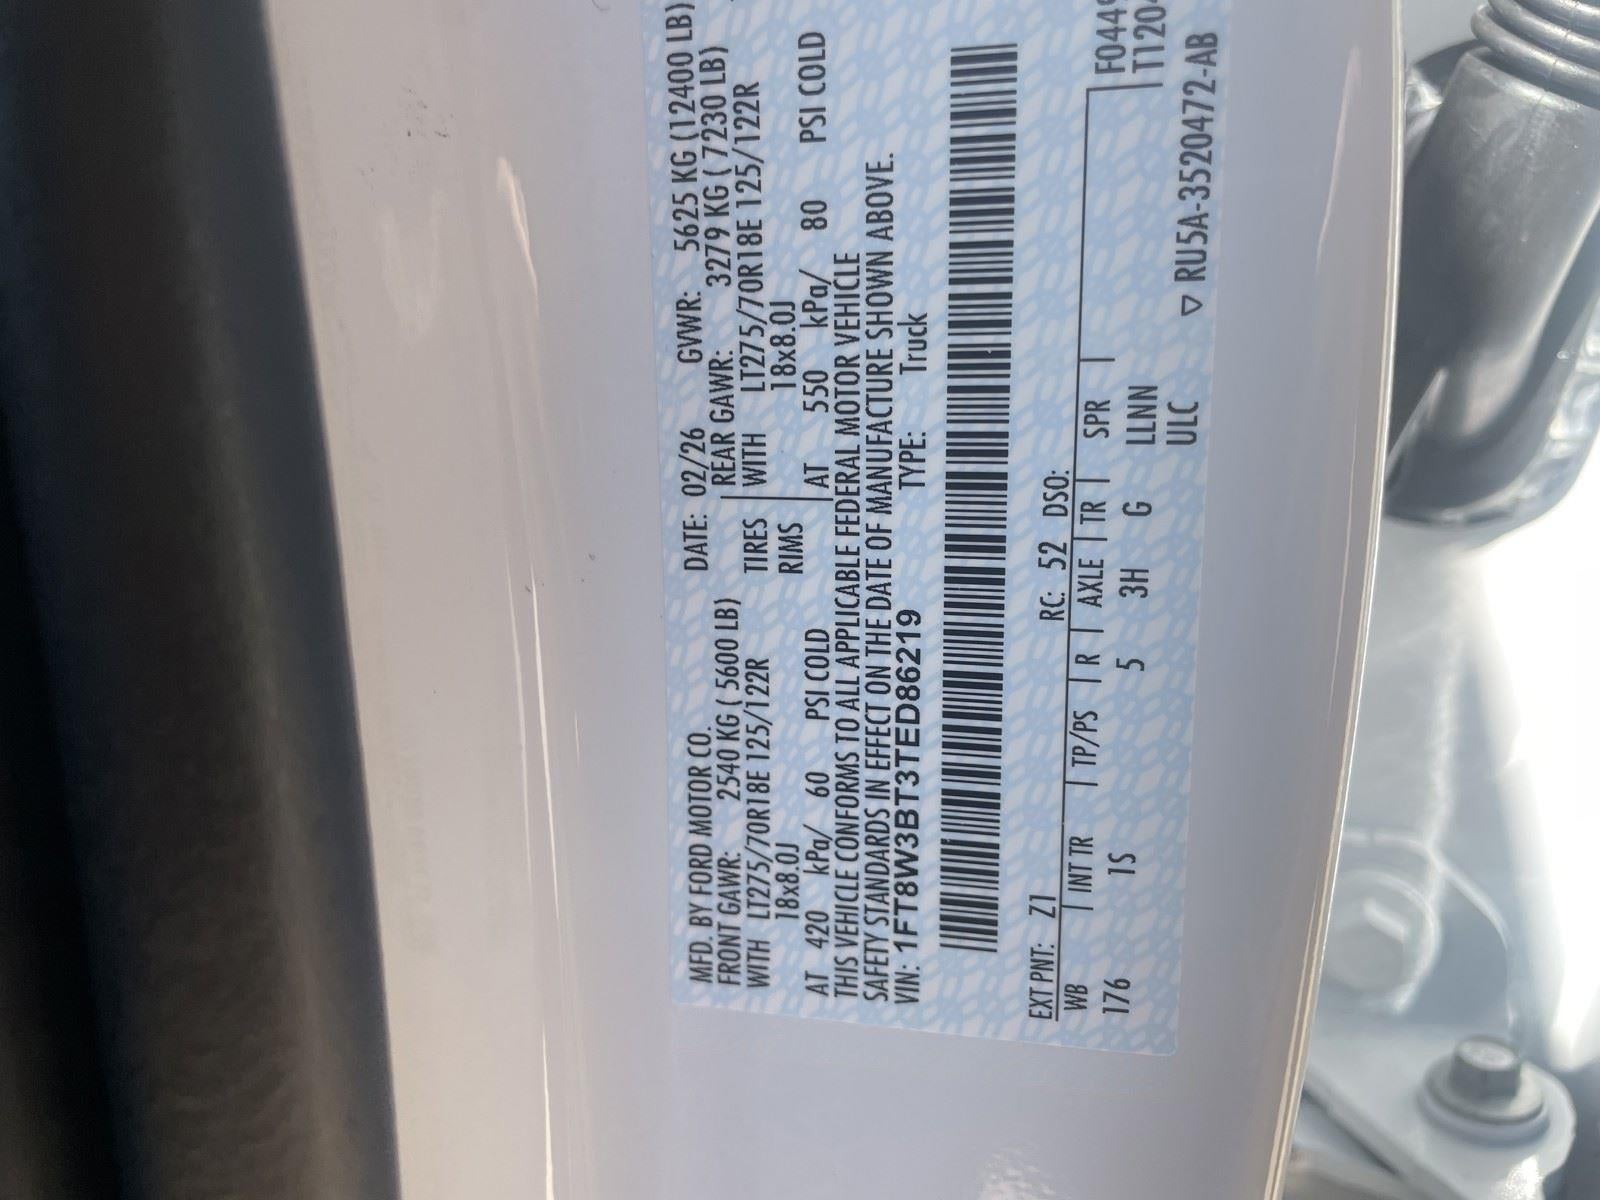 MFD. BY FORD MOTOR CO. DATE: 02/26 GVWR: 5625 KG (12400 LB)
FRONT GAWR: 2540 KG ( 5600 LB) REAR GAWR: 3279 KG ( 7230 LB)
WITH LT275/70R18E 125/122R TIRES WITH LT275/70R18E 125/122R
18x8.0J RIMS 18x8.0J
AT 420 kPa/ 60 PSI COLD AT 550 kPa/ 80 PSI COLD
THIS VEHICLE CONFORMS TO ALL APPLICABLE FEDERAL MOTOR VEHICLE
SAFETY STANDARDS IN EFFECT ON THE DATE OF MANUFACTURE SHOWN ABOVE.
VIN: 1FT8W3BT3TED86219 TYPE: Truck
EXT PNT: Z1 RC: 52 DSO:
WB INT TR TP/PS R AXLE TR SPR F0449
176 1S 5 3H G LLNN T1204
ULC ▽ RU5A-3520472-AB